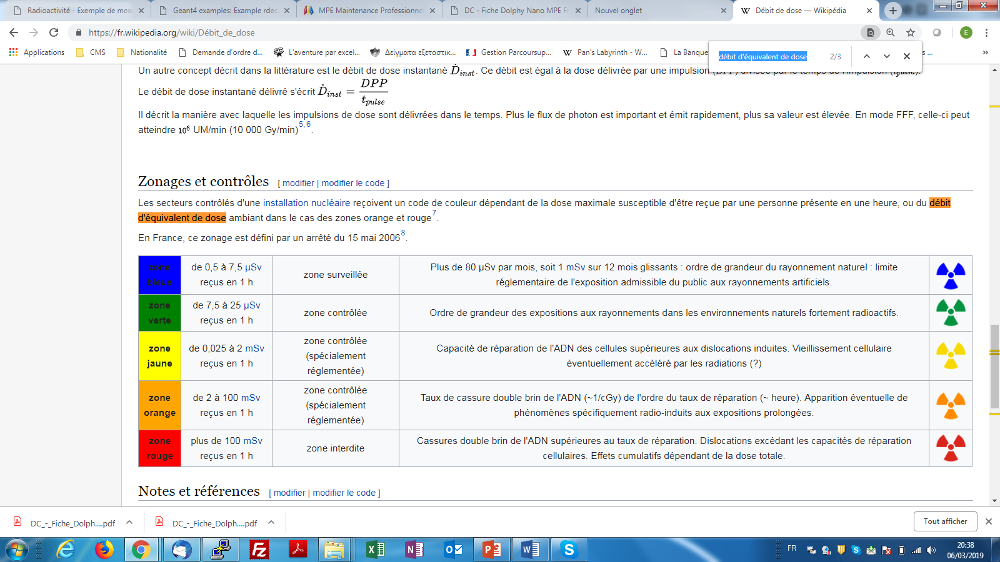 Radioactivité - Exemple de mesu
Geant4 examples: Example rdec
MPE Maintenance Professionnel
DC - Fiche Dolphy Nano MPE Fr
Nouvel onglet
W Débit de dose — Wikipédia
https://fr.wikipedia.org/wiki/Débit_de_dose
E
Applications
CMS
Nationalité
Demande d'ordre d...
L'aventure par excel...
Δείγματα εξεταστικ...
Gestion Parcoursup...
W Pan's Labyrinth - W...
La Banque
s ...
»
débit d'équivalent de dose 2/3
Un autre concept décrit dans la littérature est le débit de dose instantané Ḋinst. Ce débit est égal à la dose délivrée par une impulsion (DPP) divisée par le temps de l'impulsion (tpulse).
Le débit de dose instantané délivré s'écrit Ḋinst = DPP / tpulse
Il décrit la manière avec laquelle les impulsions de dose sont délivrées dans le temps. Plus le flux de photon est important et émit rapidement, plus sa valeur est élevée. En mode FFF, celle-ci peut
atteindre 10⁶ UM/min (10 000 Gy/min)5, 6.
Zonages et contrôles [ modifier | modifier le code ]
Les secteurs contrôlés d'une installation nucléaire reçoivent un code de couleur dépendant de la dose maximale susceptible d'être reçue par une personne présente en une heure, ou du débit
d'équivalent de dose ambiant dans le cas des zones orange et rouge7.
En France, ce zonage est défini par un arrêté du 15 mai 20068.
zone
bleue
de 0,5 à 7,5 µSv
reçus en 1 h
zone surveillée
Plus de 80 µSv par mois, soit 1 mSv sur 12 mois glissants : ordre de grandeur du rayonnement naturel : limite
réglementaire de l'exposition admissible du public aux rayonnements artificiels.
zone
verte
de 7,5 à 25 µSv
reçus en 1 h
zone contrôlée
Ordre de grandeur des expositions aux rayonnements dans les environnements naturels fortement radioactifs.
zone
jaune
de 0,025 à 2 mSv
reçus en 1 h
zone contrôlée
(spécialement
réglementée)
Capacité de réparation de l'ADN des cellules supérieures aux dislocations induites. Vieillissement cellulaire
éventuellement accéléré par les radiations (?)
zone
orange
de 2 à 100 mSv
reçus en 1 h
zone contrôlée
(spécialement
réglementée)
Taux de cassure double brin de l'ADN (~1/cGy) de l'ordre du taux de réparation (~ heure). Apparition éventuelle de
phénomènes spécifiquement radio-induits aux expositions prolongées.
zone
rouge
plus de 100 mSv
reçus en 1 h
zone interdite
Cassures double brin de l'ADN supérieures au taux de réparation. Dislocations excédant les capacités de réparation
cellulaires. Effets cumulatifs dépendant de la dose totale.
Notes et références [ modifier | modifier le code ]
DC_-_Fiche_Dolph....pdf
DC_-_Fiche_Dolph....pdf
Tout afficher
FR
20:38
06/03/2019